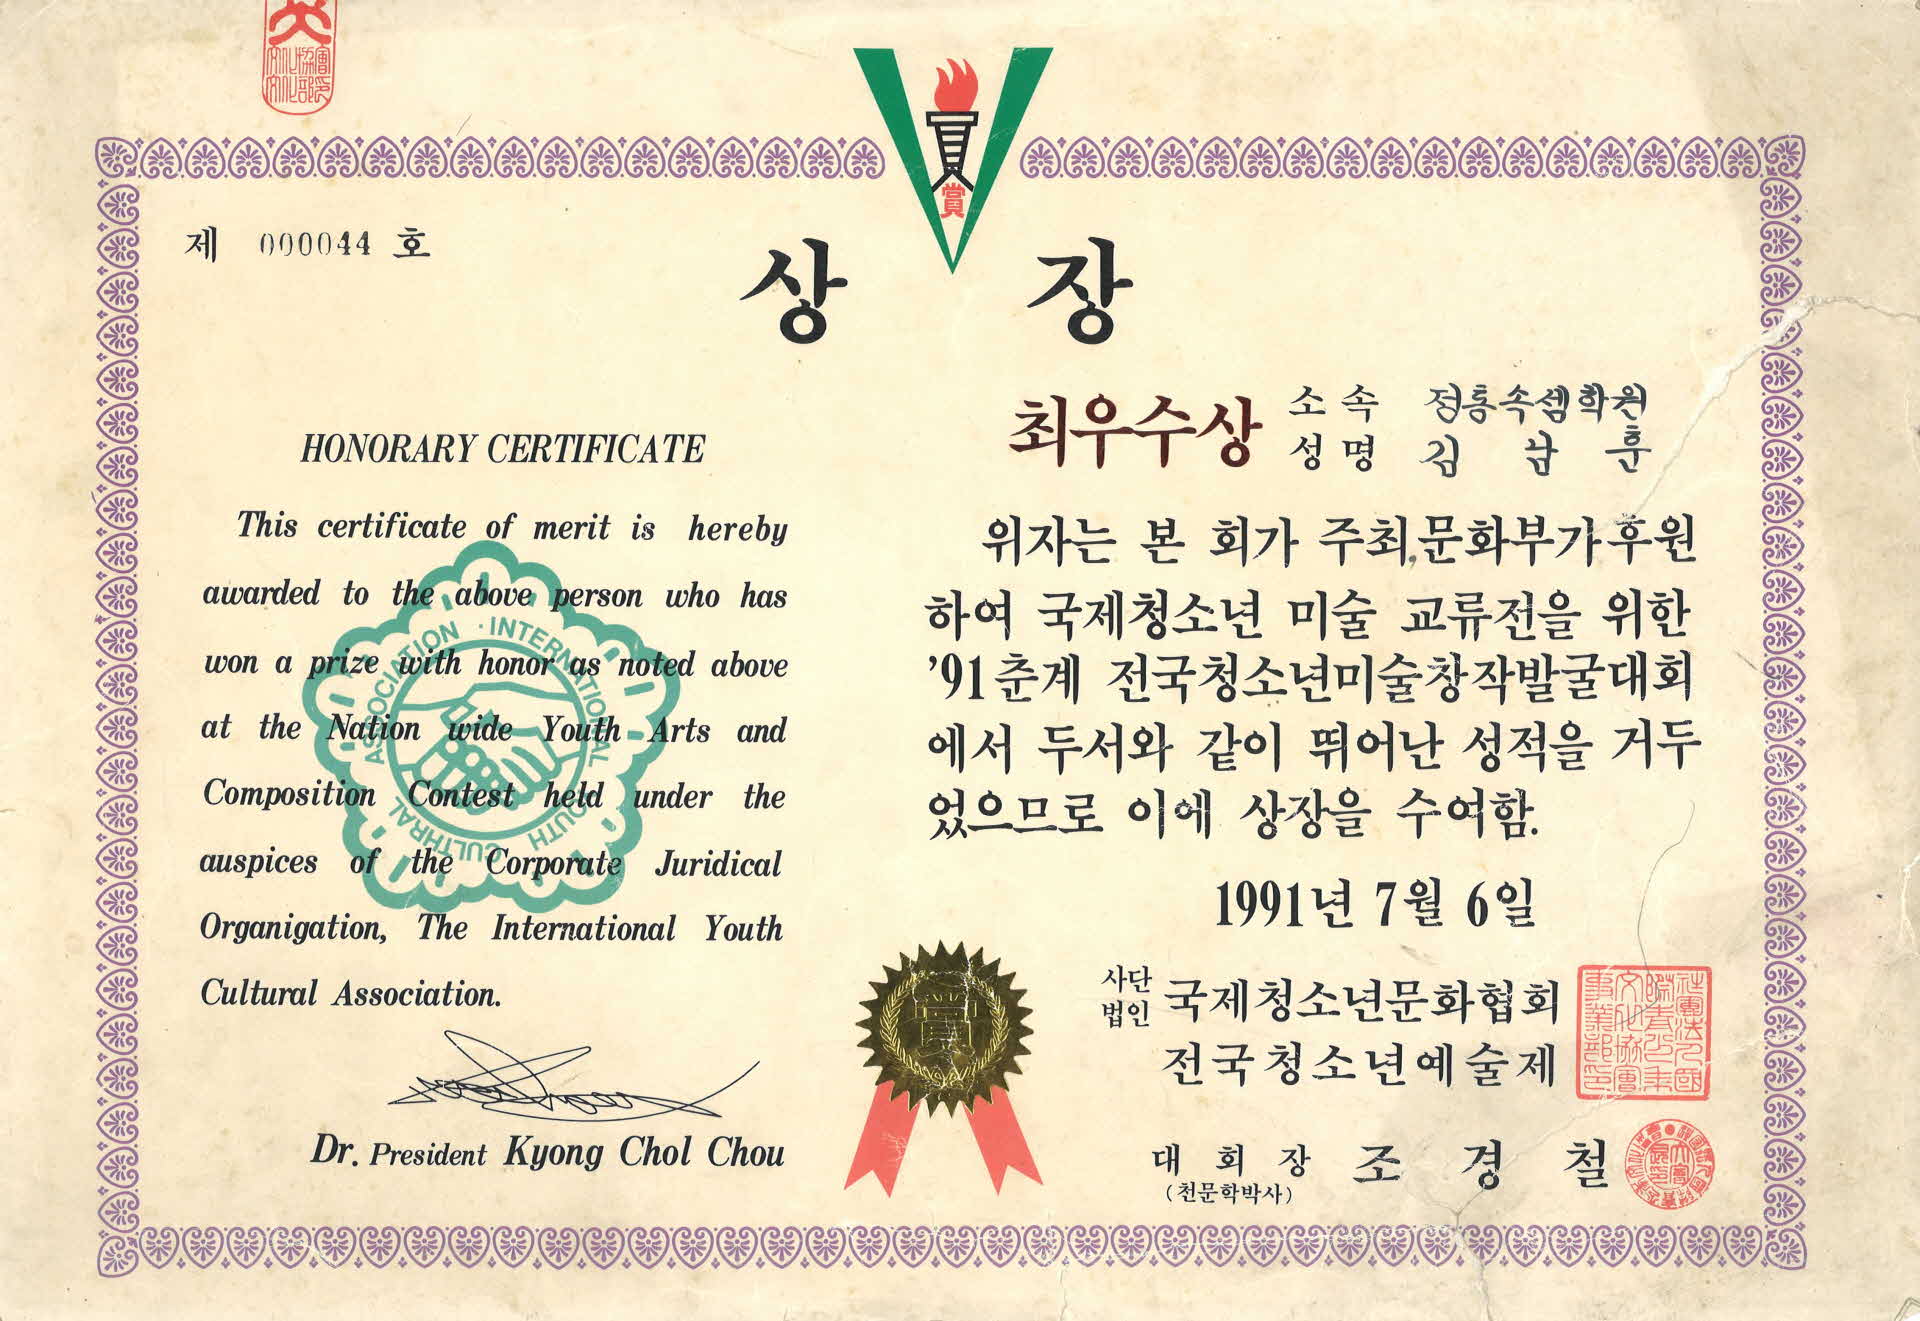 賞
제 000044 호
상 장
최우수상
소속 정통속셈학원
성명 김남훈
위자는 본 회가 주최,문화부가후원
하여 국제청소년 미술 교류전을 위한
’91춘계 전국청소년미술창작발굴대회
에서 두서와 같이 뛰어난 성적을 거두
었으므로 이에 상장을 수여함.
1991년 7월 6일
사단
법인 국제청소년문화협회
전국청소년예술제
대회장 조경철
(천문학박사)
HONORARY CERTIFICATE
This certificate of merit is hereby
awarded to the above person who has
won a prize with honor as noted above
at the Nation wide Youth Arts and
Composition Contest held under the
auspices of the Corporate Juridical
Organigation, The International Youth
Cultural Association.
Dr. President Kyong Chol Chou
ASSOCIATION · INTERNATIONAL
YOUTH CULTHRAL